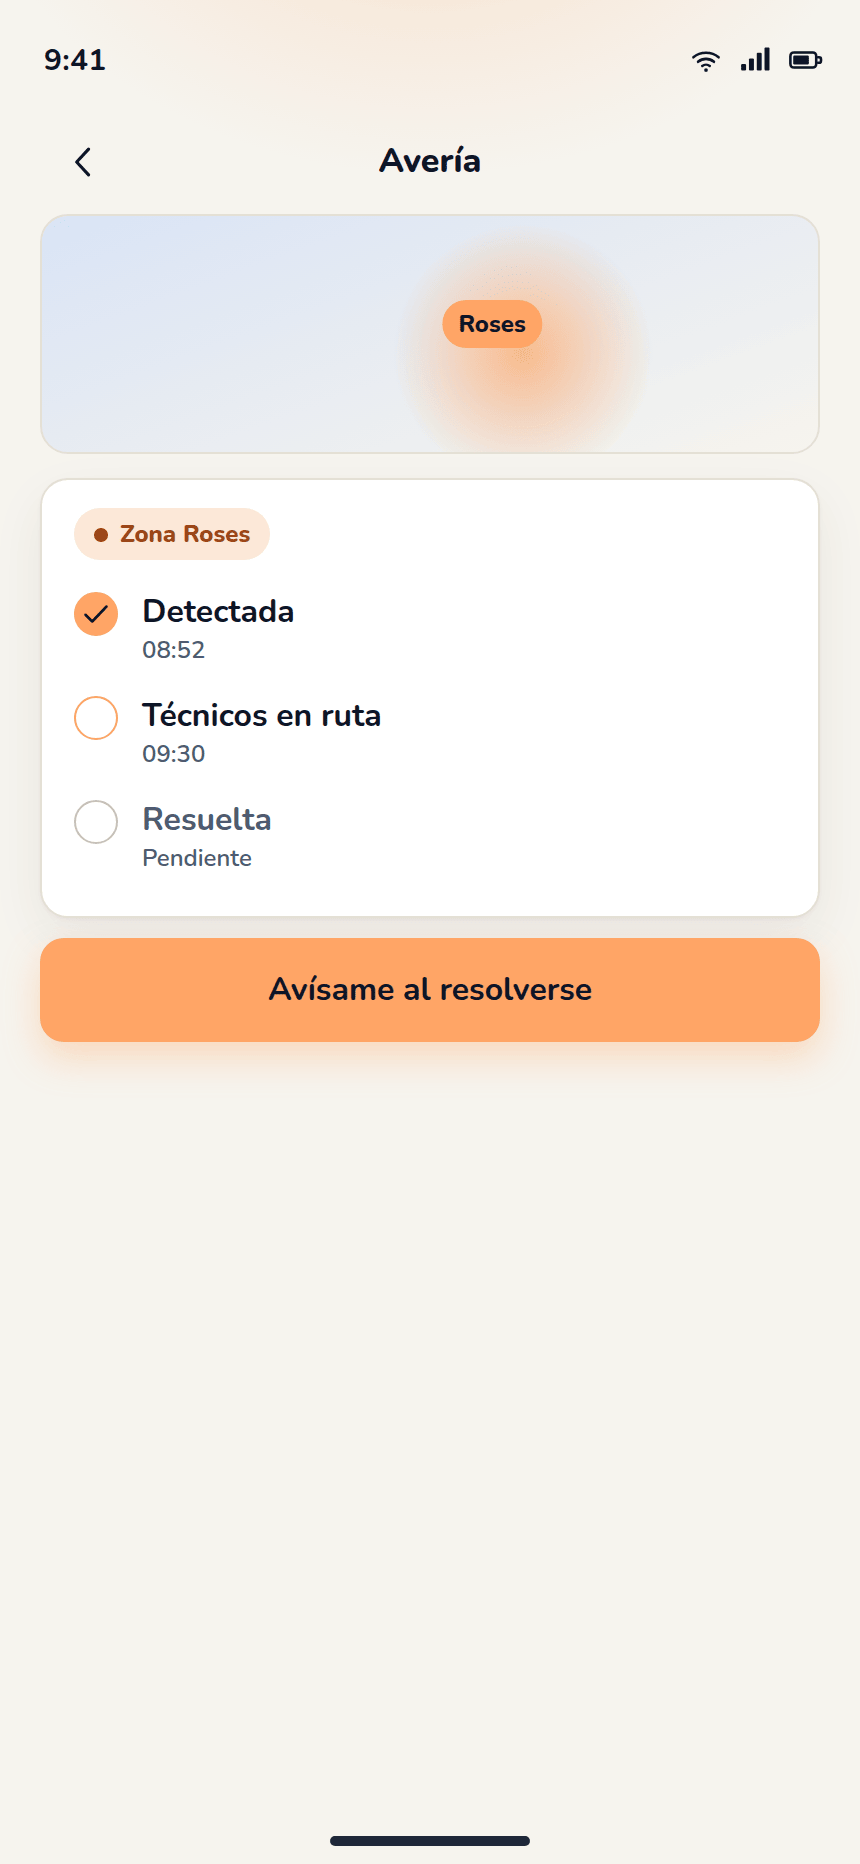 9:41
Avería
Roses
Zona Roses
Detectada
08:52
Técnicos en ruta
09:30
Resuelta
Pendiente
Avísame al resolverse